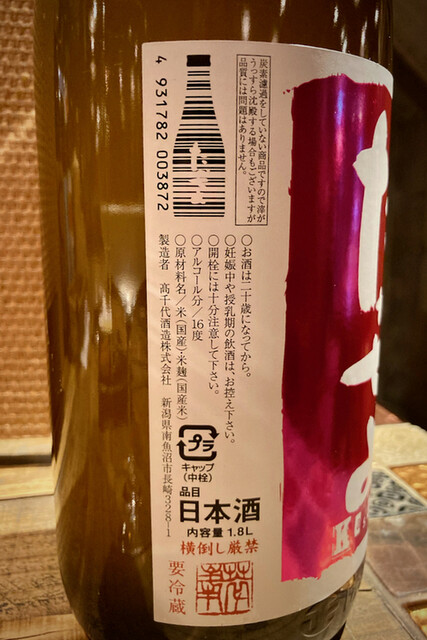 炭素濾過をしていない商品ですので滓が
うっすら沈殿する場合もございますが
品質には問題はありません。
4 931782 003872
○お酒は二十歳になってから。
○妊娠中や授乳期の飲酒は、お控え下さい。
○開栓には十分注意して下さい。
○アルコール分/16度
○原材料名/米(国産)・米麹(国産米)
製造者 髙千代酒造株式会社 新潟県南魚沼市長崎328-1
プラ
キャップ
(中栓)
品目
日本酒
内容量 1.8L
横倒し厳禁
要冷蔵